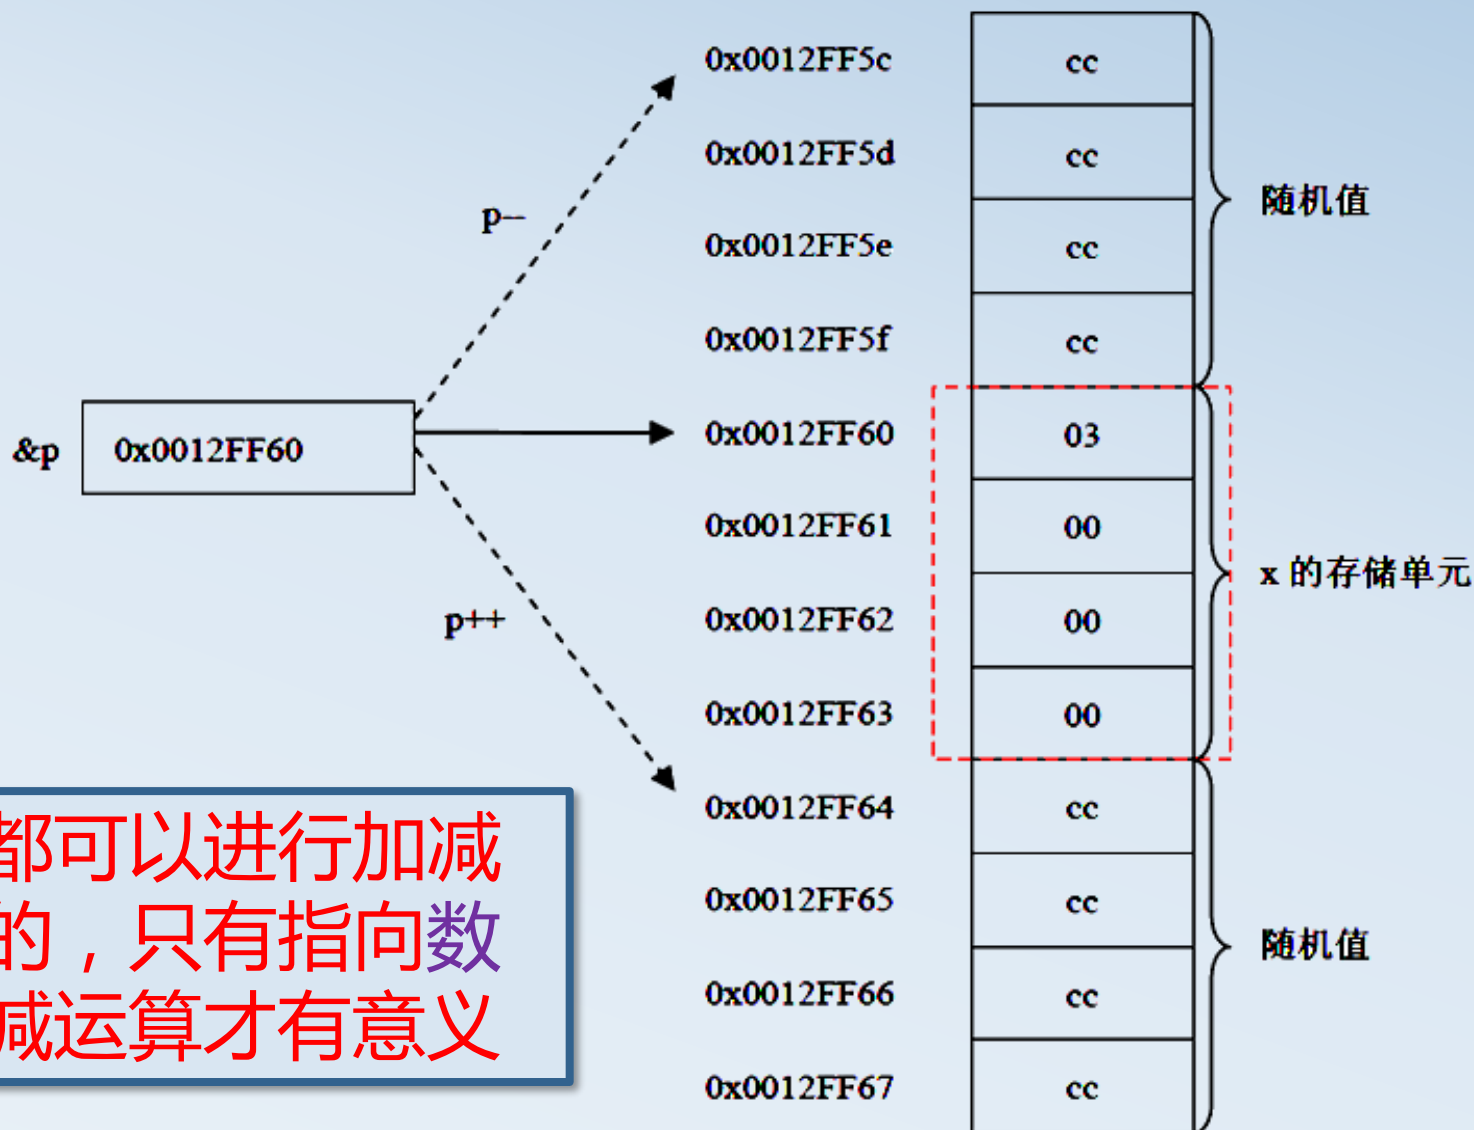 0x0012FF5c cc
0x0012FF5d cc
p--
随机值
0x0012FF5e cc
0x0012FF5f cc
&p 0x0012FF60
0x0012FF60 03
0x0012FF61 00
x 的存储单元
p++
0x0012FF62 00
0x0012FF63 00
0x0012FF64 cc
都可以进行加减
的，只有指向数
减运算才有意义
0x0012FF65 cc
随机值
0x0012FF66 cc
0x0012FF67 cc